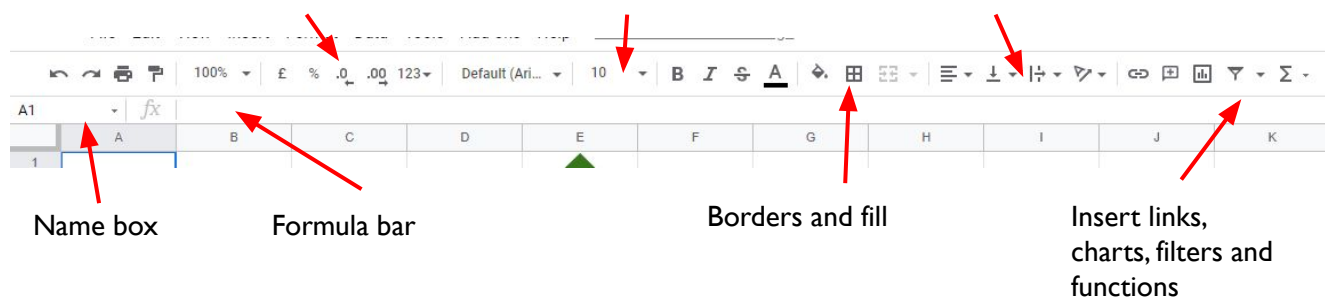 100% £ % .0 .00 123 Default (Ari... 10 B I S A Σ
A1 fx
A B C D E F G H I J K
1
Name box Formula bar Borders and fill Insert links,
charts, filters and
functions